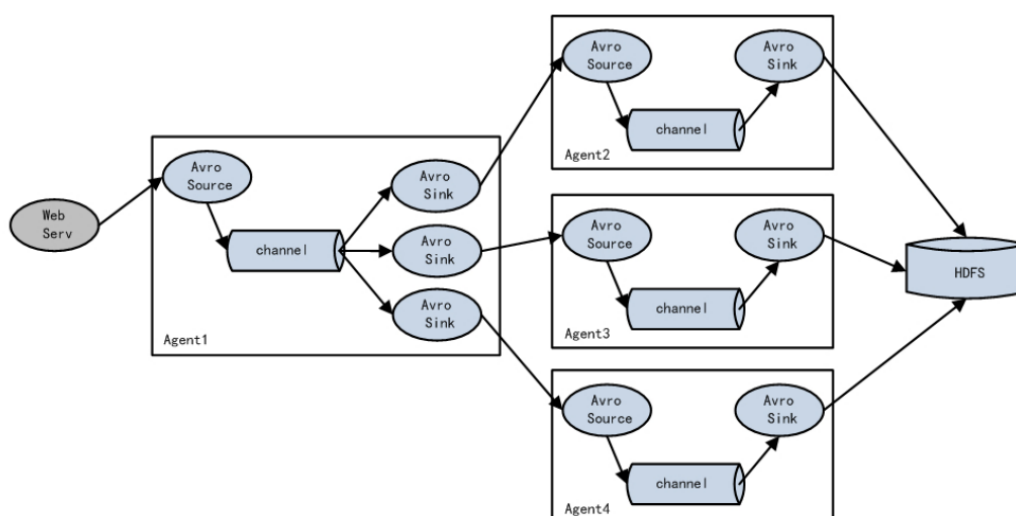 Web
Serv
Avro
Source
channel
Avro
Sink
Avro
Sink
Avro
Sink
Agent1
Avro
Source
channel
Avro
Sink
Agent2
Avro
Source
channel
Avro
Sink
Agent3
Avro
Source
channel
Avro
Sink
Agent4
HDFS